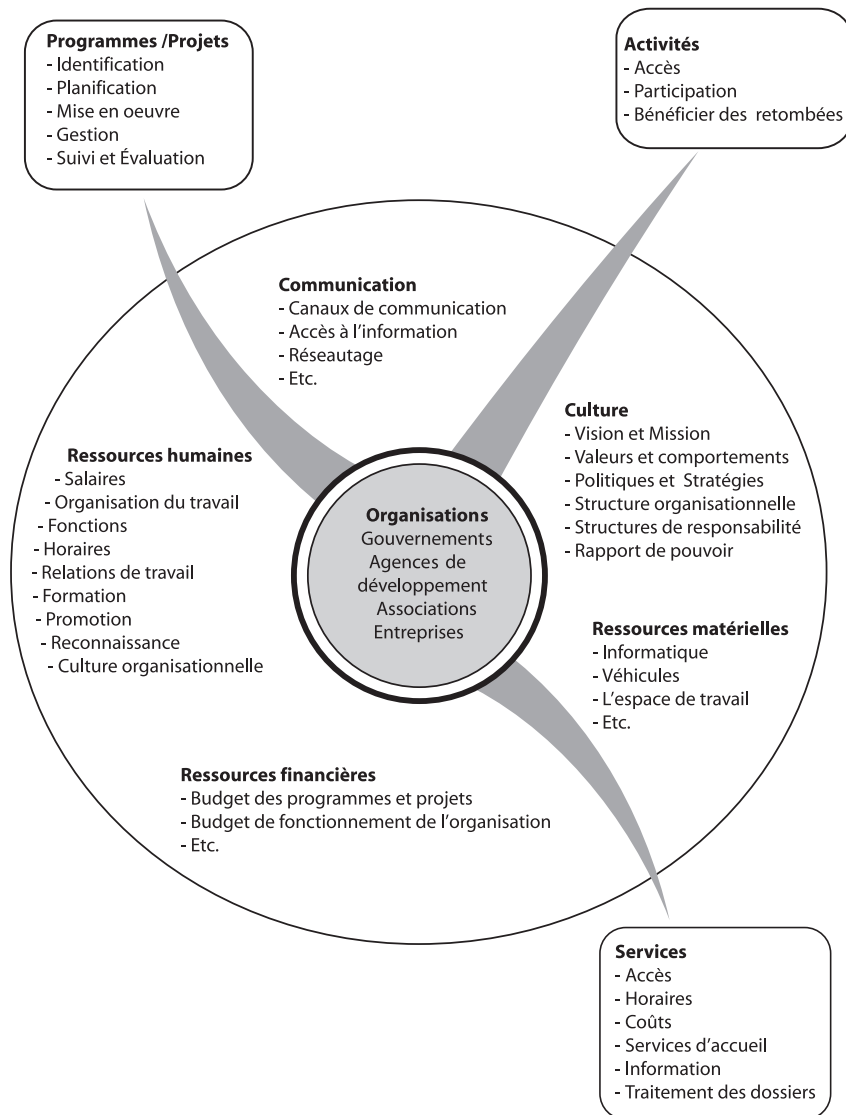 Programmes /Projets
- Identification
- Planification
- Mise en oeuvre
- Gestion
- Suivi et Évaluation
Activités
- Accès
- Participation
- Bénéficier des retombées
Communication
- Canaux de communication
- Accès à l'information
- Réseautage
- Etc.
Culture
- Vision et Mission
- Valeurs et comportements
- Politiques et Stratégies
- Structure organisationnelle
- Structures de responsabilité
- Rapport de pouvoir
Ressources humaines
- Salaires
- Organisation du travail
- Fonctions
- Horaires
- Relations de travail
- Formation
- Promotion
- Reconnaissance
- Culture organisationnelle
Organisations
Gouvernements
Agences de
développement
Associations
Entreprises
Ressources matérielles
- Informatique
- Véhicules
- L'espace de travail
- Etc.
Ressources financières
- Budget des programmes et projets
- Budget de fonctionnement de l'organisation
- Etc.
Services
- Accès
- Horaires
- Coûts
- Services d'accueil
- Information
- Traitement des dossiers